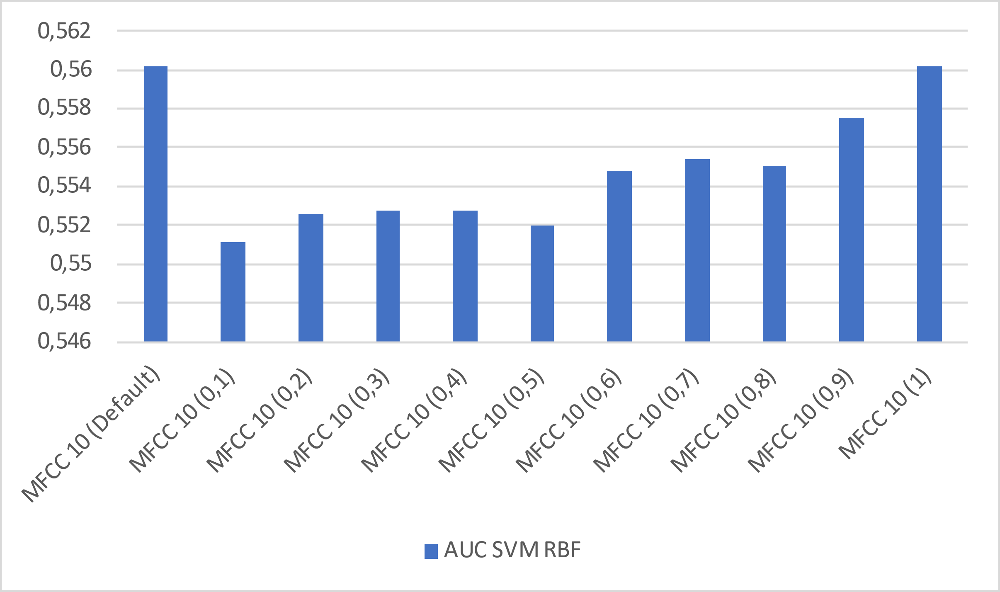 0,562
0,56
0,558
0,556
0,554
0,552
0,55
0,548
0,546
MFCC 10 (Default)
MFCC 10 (0,1)
MFCC 10 (0,2)
MFCC 10 (0,3)
MFCC 10 (0,4)
MFCC 10 (0,5)
MFCC 10 (0,6)
MFCC 10 (0,7)
MFCC 10 (0,8)
MFCC 10 (0,9)
MFCC 10 (1)
AUC SVM RBF